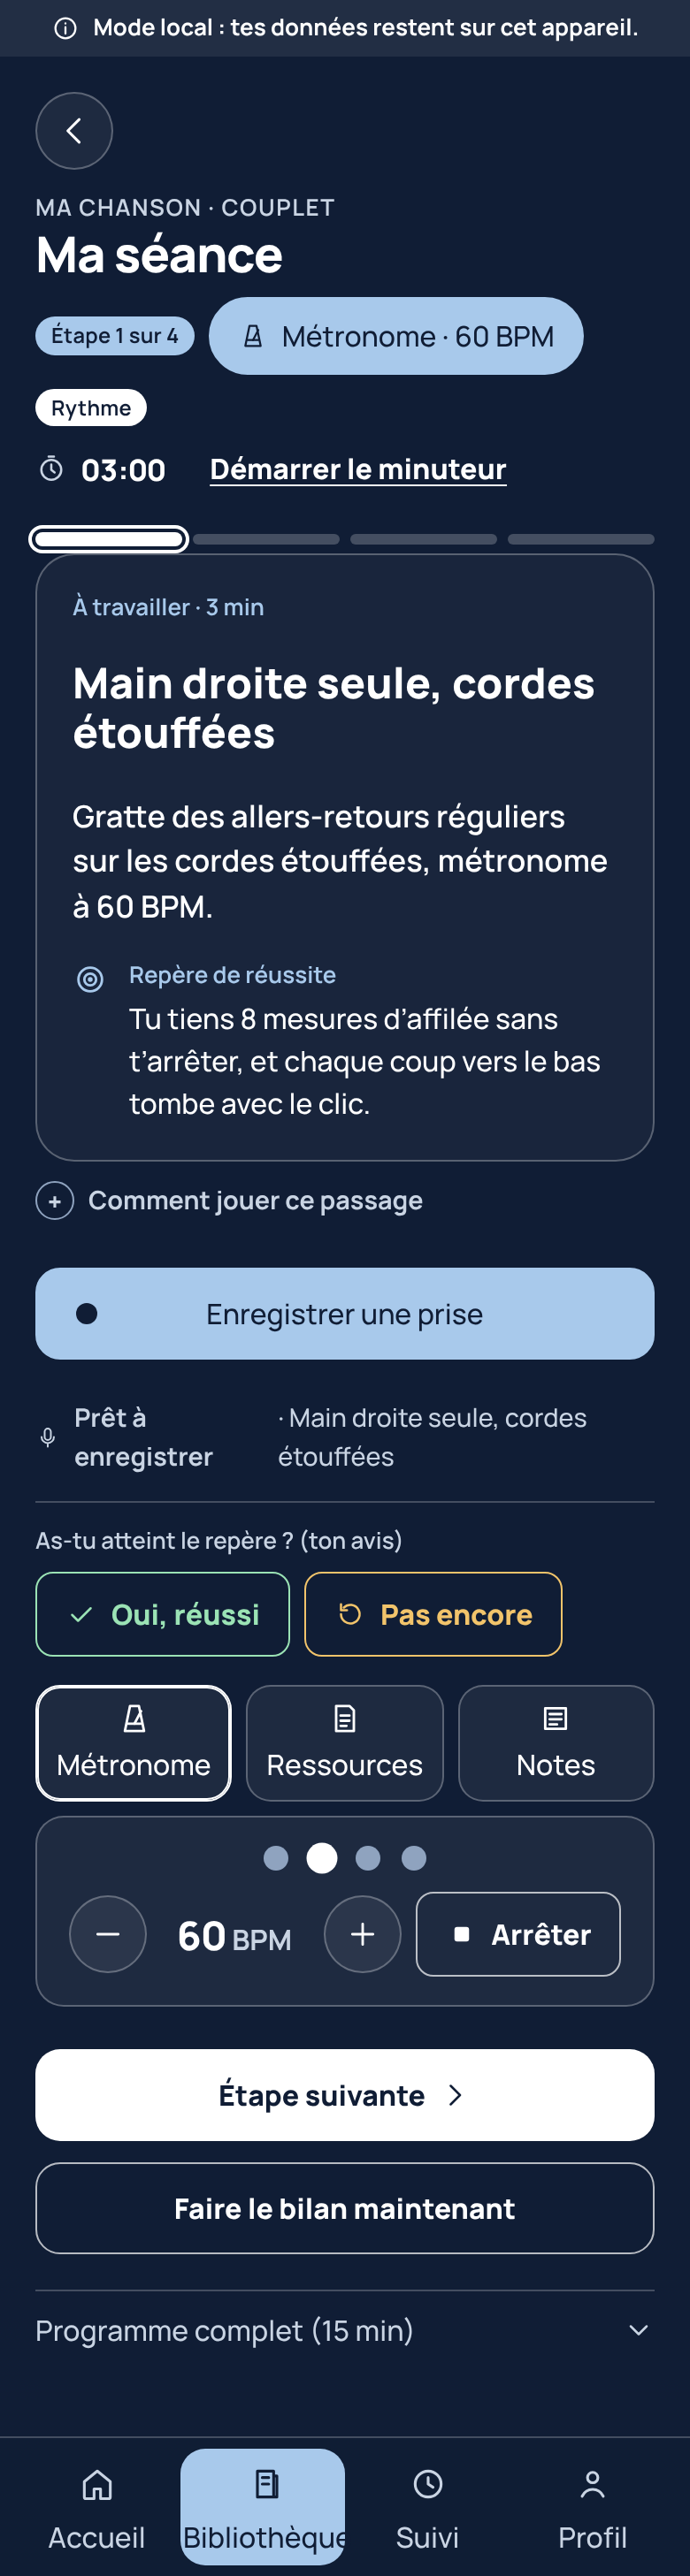 Mode local : tes données restent sur cet appareil.
MA CHANSON · COUPLET
Ma séance
Étape 1 sur 4
Métronome · 60 BPM
Rythme
03:00
Démarrer le minuteur
À travailler · 3 min
Main droite seule, cordes
étouffées
Gratte des allers-retours réguliers
sur les cordes étouffées, métronome
à 60 BPM.
Repère de réussite
Tu tiens 8 mesures d’affilée sans
t’arrêter, et chaque coup vers le bas
tombe avec le clic.
Comment jouer ce passage
Enregistrer une prise
Prêt à
enregistrer
· Main droite seule, cordes
étouffées
As-tu atteint le repère ? (ton avis)
Oui, réussi
Pas encore
Métronome
Ressources
Notes
60 BPM
Arrêter
Étape suivante
Faire le bilan maintenant
Programme complet (15 min)
Accueil
Bibliothèque
Suivi
Profil